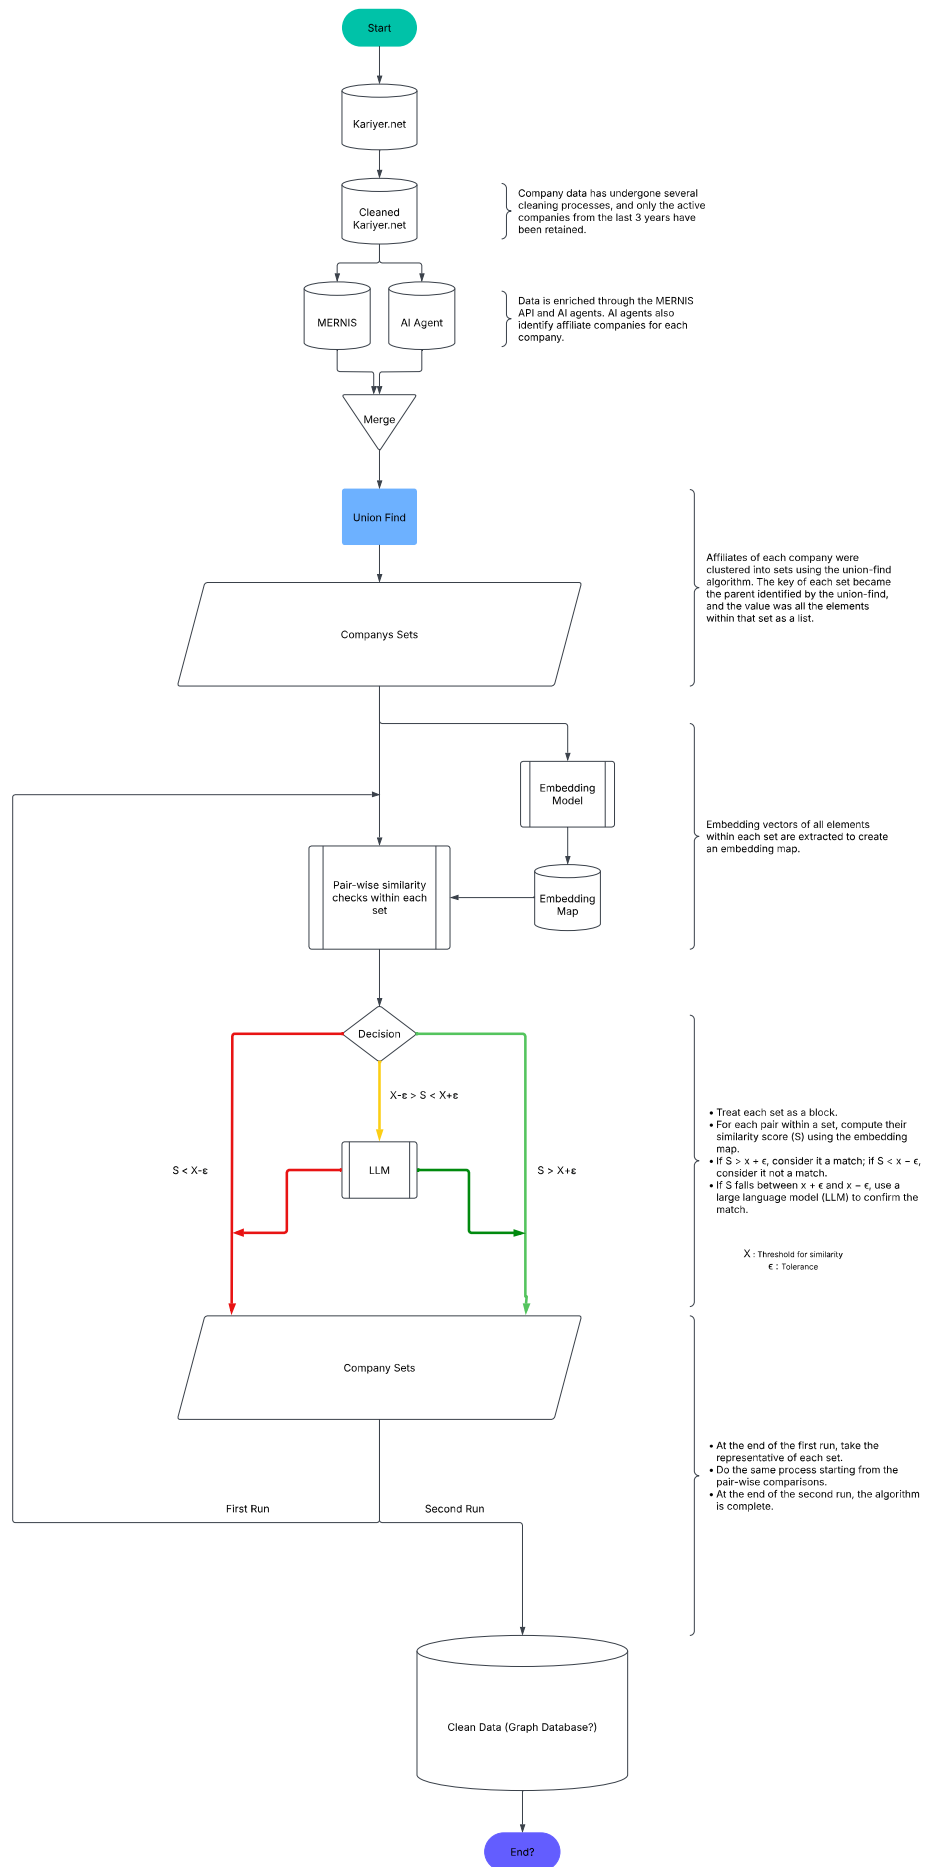 Start
Kariyer.net
Cleaned
Kariyer.net
Company data has undergone several
cleaning processes, and only the active
companies from the last 3 years have
been retained.
MERNIS
AI Agent
Data is enriched through the MERNIS
API and AI agents. AI agents also
identify affiliate companies for each
company.
Merge
Union Find
Affiliates of each company were
clustered into sets using the union-find
algorithm. The key of each set became
the parent identified by the union-find,
and the value was all the elements
within that set as a list.
Companys Sets
Embedding
Model
Embedding vectors of all elements
within each set are extracted to create
an embedding map.
Pair-wise similarity
checks within each
set
Embedding
Map
Decision
X-ε > S < X+ε
LLM
S < X-ε
S > X+ε
• Treat each set as a block.
• For each pair within a set, compute their
similarity score (S) using the embedding
map.
• If S > x + ϵ, consider it a match; if S < x − ϵ,
consider it not a match.
• If S falls between x + ϵ and x − ϵ, use a
large language model (LLM) to confirm the
match.
X : Threshold for similarity
ϵ : Tolerance
Company Sets
• At the end of the first run, take the
representative of each set.
• Do the same process starting from the
pair-wise comparisons.
• At the end of the second run, the algorithm
is complete.
First Run
Second Run
Clean Data (Graph Database?)
End?